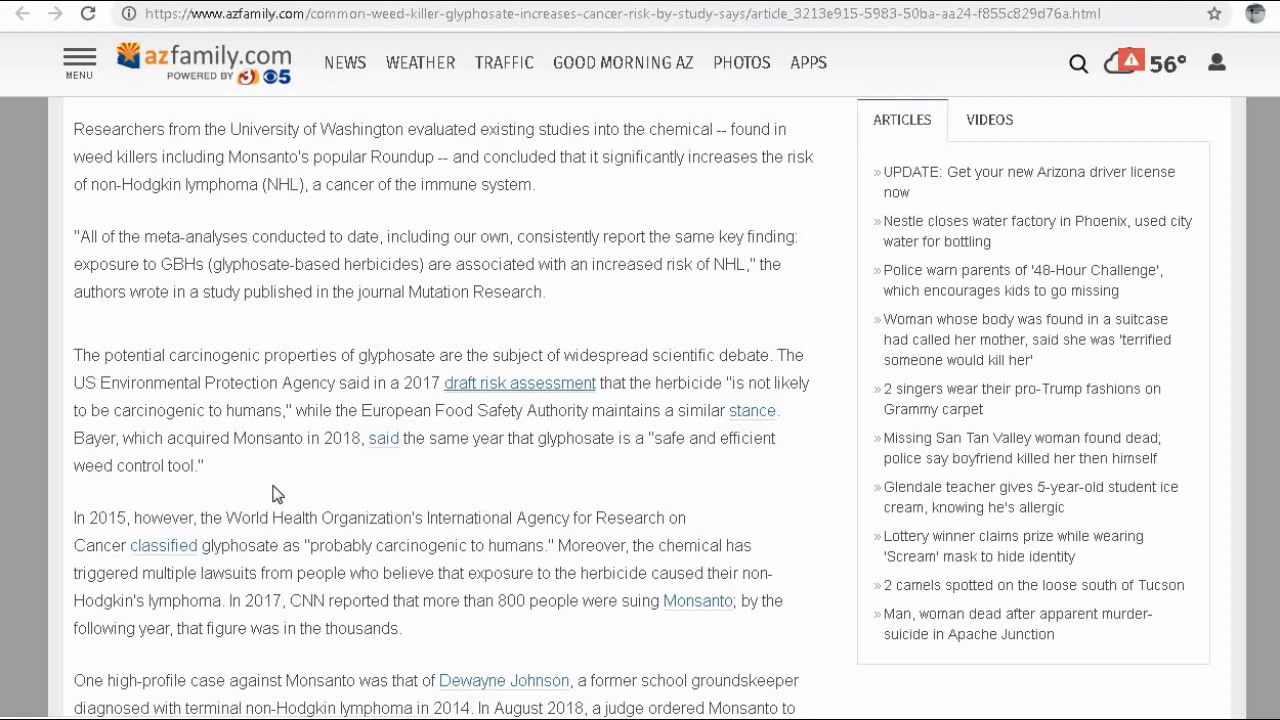 https://www.azfamily.com/common-weed-killer-glyphosate-increases-cancer-risk-by-study-says/article_3213e915-5983-50ba-aa24-f855c829d76a.html
MENU
azfamily.com
POWERED BY 3 5
NEWS WEATHER TRAFFIC GOOD MORNING AZ PHOTOS APPS
56°
Researchers from the University of Washington evaluated existing studies into the chemical -- found in
weed killers including Monsanto's popular Roundup -- and concluded that it significantly increases the risk
of non-Hodgkin lymphoma (NHL), a cancer of the immune system.
"All of the meta-analyses conducted to date, including our own, consistently report the same key finding:
exposure to GBHs (glyphosate-based herbicides) are associated with an increased risk of NHL," the
authors wrote in a study published in the journal Mutation Research.
The potential carcinogenic properties of glyphosate are the subject of widespread scientific debate. The
US Environmental Protection Agency said in a 2017 draft risk assessment that the herbicide "is not likely
to be carcinogenic to humans," while the European Food Safety Authority maintains a similar stance.
Bayer, which acquired Monsanto in 2018, said the same year that glyphosate is a "safe and efficient
weed control tool."
In 2015, however, the World Health Organization's International Agency for Research on
Cancer classified glyphosate as "probably carcinogenic to humans." Moreover, the chemical has
triggered multiple lawsuits from people who believe that exposure to the herbicide caused their non-
Hodgkin's lymphoma. In 2017, CNN reported that more than 800 people were suing Monsanto; by the
following year, that figure was in the thousands.
One high-profile case against Monsanto was that of Dewayne Johnson, a former school groundskeeper
diagnosed with terminal non-Hodgkin lymphoma in 2014. In August 2018, a judge ordered Monsanto to
ARTICLES VIDEOS
» UPDATE: Get your new Arizona driver license
now
» Nestle closes water factory in Phoenix, used city
water for bottling
» Police warn parents of '48-Hour Challenge',
which encourages kids to go missing
» Woman whose body was found in a suitcase
had called her mother, said she was 'terrified
someone would kill her'
» 2 singers wear their pro-Trump fashions on
Grammy carpet
» Missing San Tan Valley woman found dead;
police say boyfriend killed her then himself
» Glendale teacher gives 5-year-old student ice
cream, knowing he's allergic
» Lottery winner claims prize while wearing
'Scream' mask to hide identity
» 2 camels spotted on the loose south of Tucson
» Man, woman dead after apparent murder-
suicide in Apache Junction